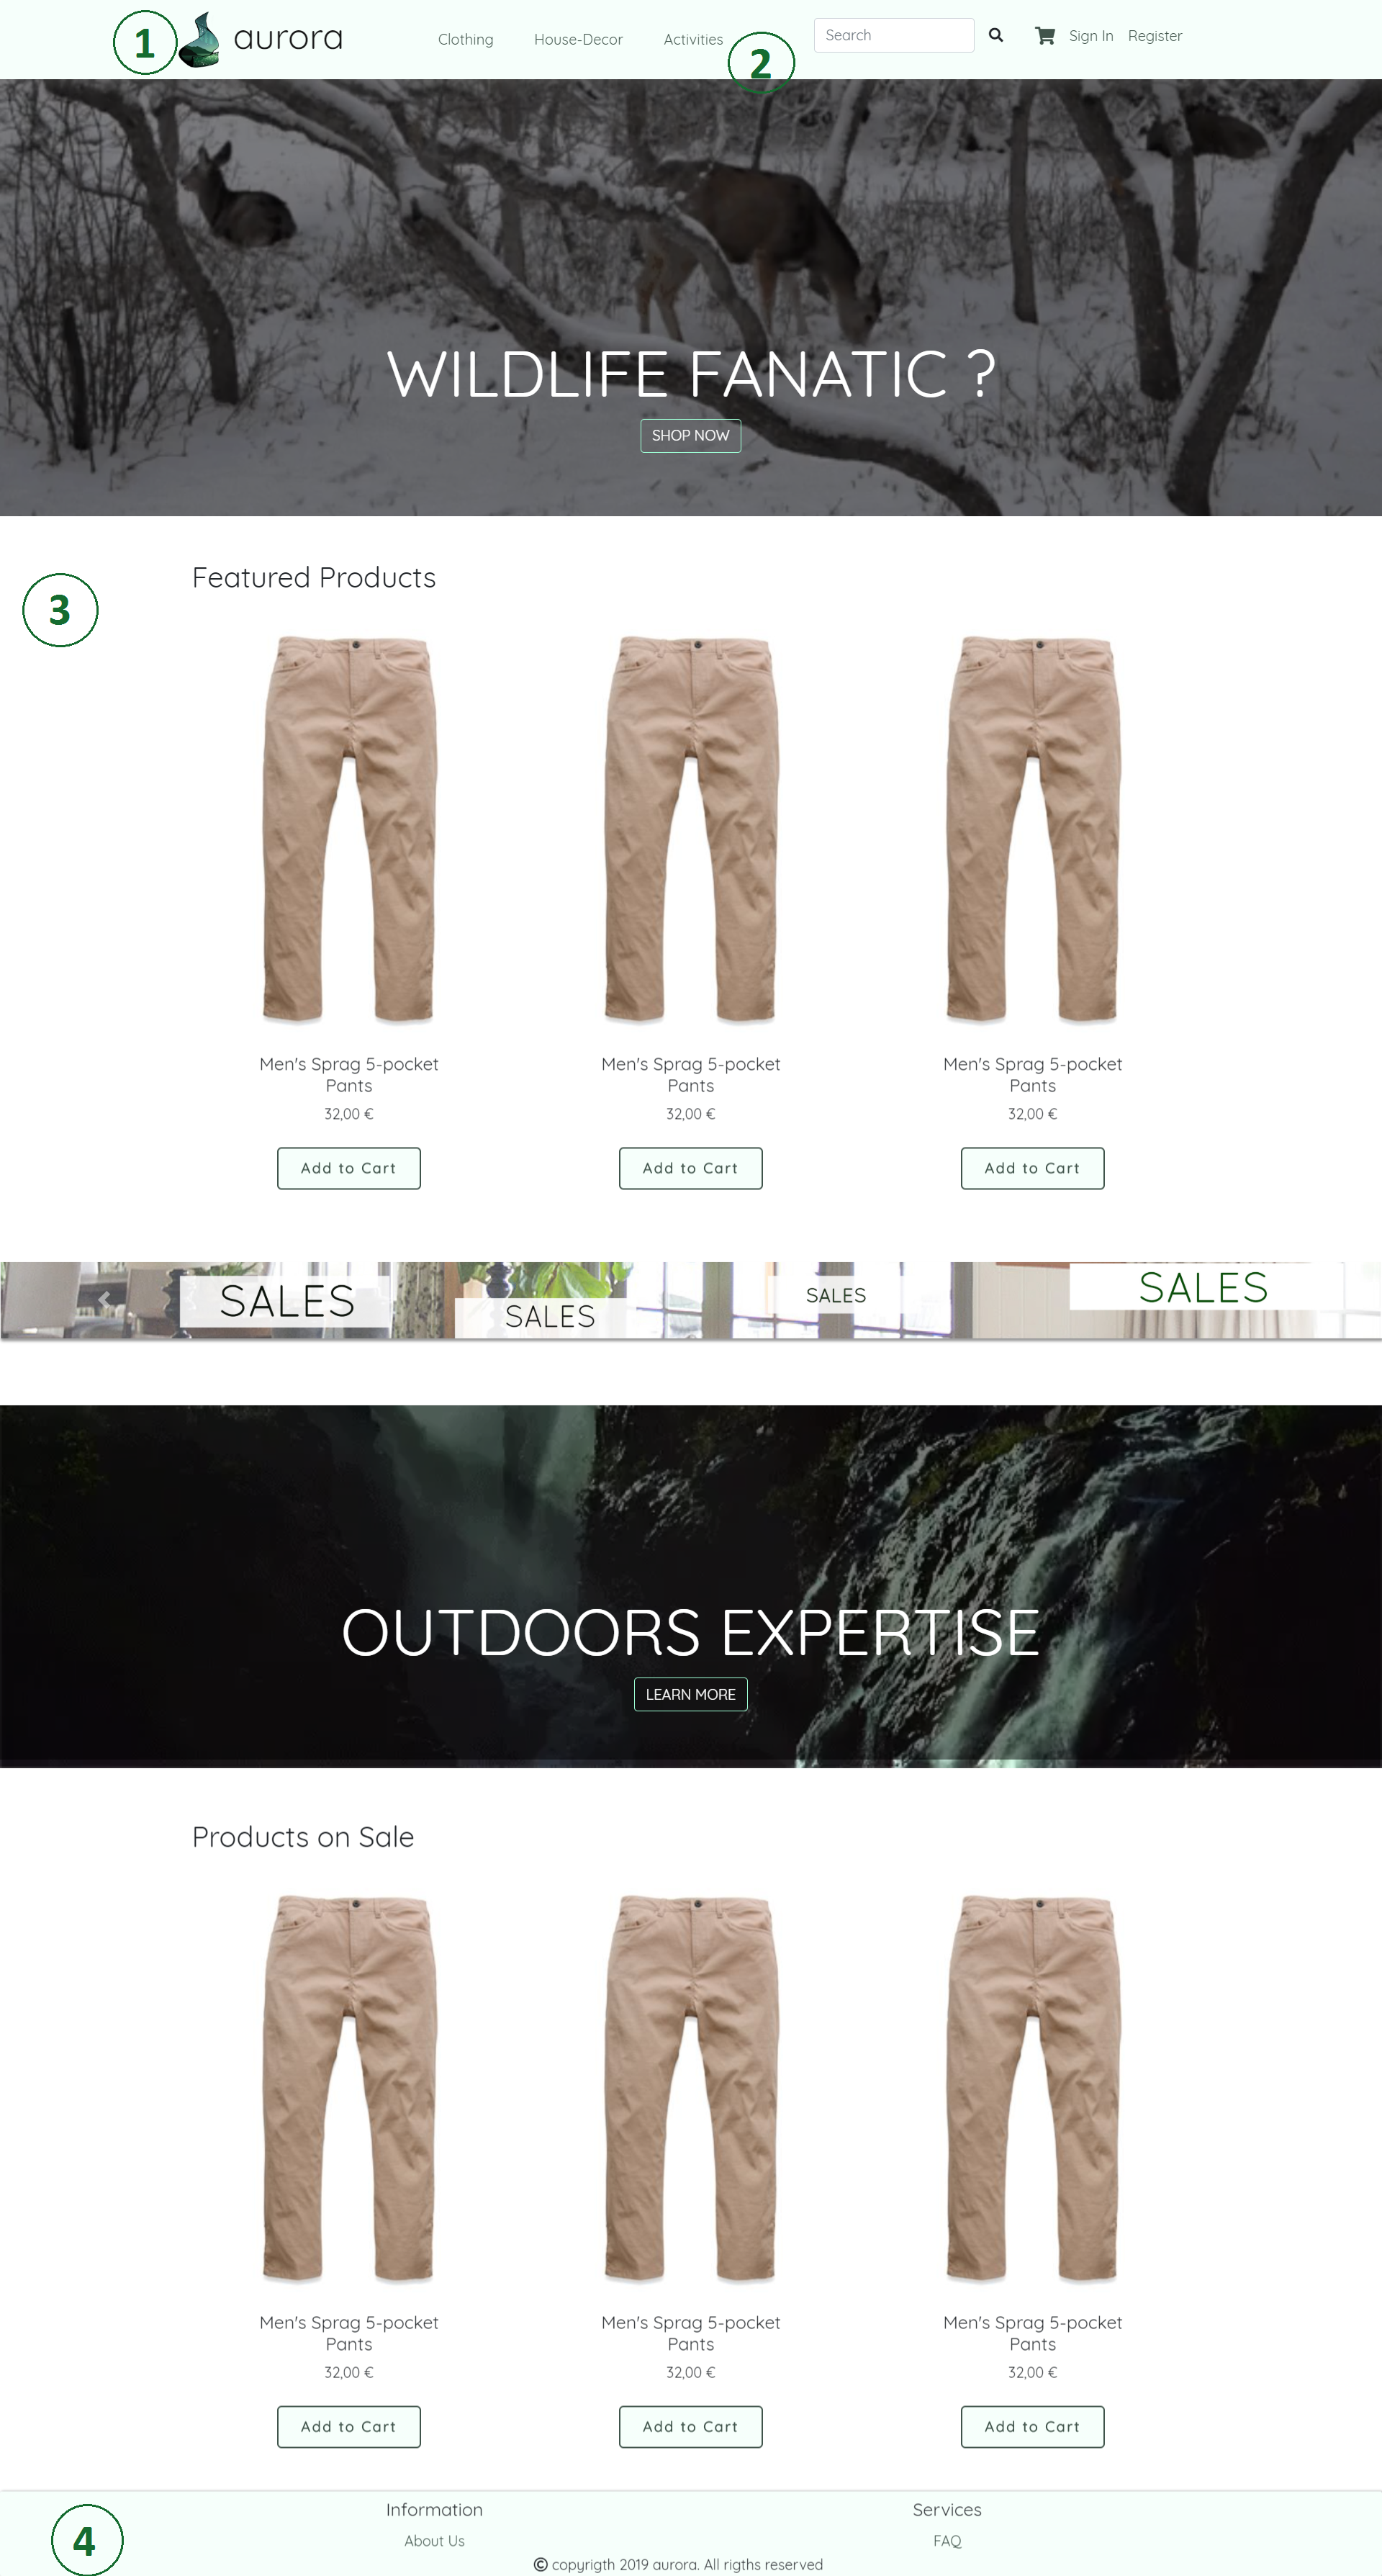 1
aurora
Clothing House-Decor Activities
2
Search
Sign In Register
WILDLIFE FANATIC ?
SHOP NOW
3
Featured Products
Men's Sprag 5-pocket
Pants
32,00 €
Add to Cart
Men's Sprag 5-pocket
Pants
32,00 €
Add to Cart
Men's Sprag 5-pocket
Pants
32,00 €
Add to Cart
SALES
SALES
SALES
SALES
OUTDOORS EXPERTISE
LEARN MORE
Products on Sale
Men's Sprag 5-pocket
Pants
32,00 €
Add to Cart
Men's Sprag 5-pocket
Pants
32,00 €
Add to Cart
Men's Sprag 5-pocket
Pants
32,00 €
Add to Cart
4
Information
About Us
Services
FAQ
© copyrigth 2019 aurora. All rigths reserved